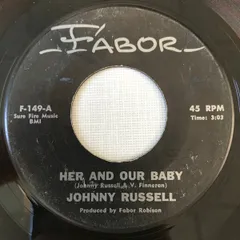 FABOR
F-149-A
Sure Fire Music
BMI
45 RPM
Time: 3:03
HER AND OUR BABY
(Johnny Russell & V. Finneran)
JOHNNY RUSSELL
Produced by Fabor Robison